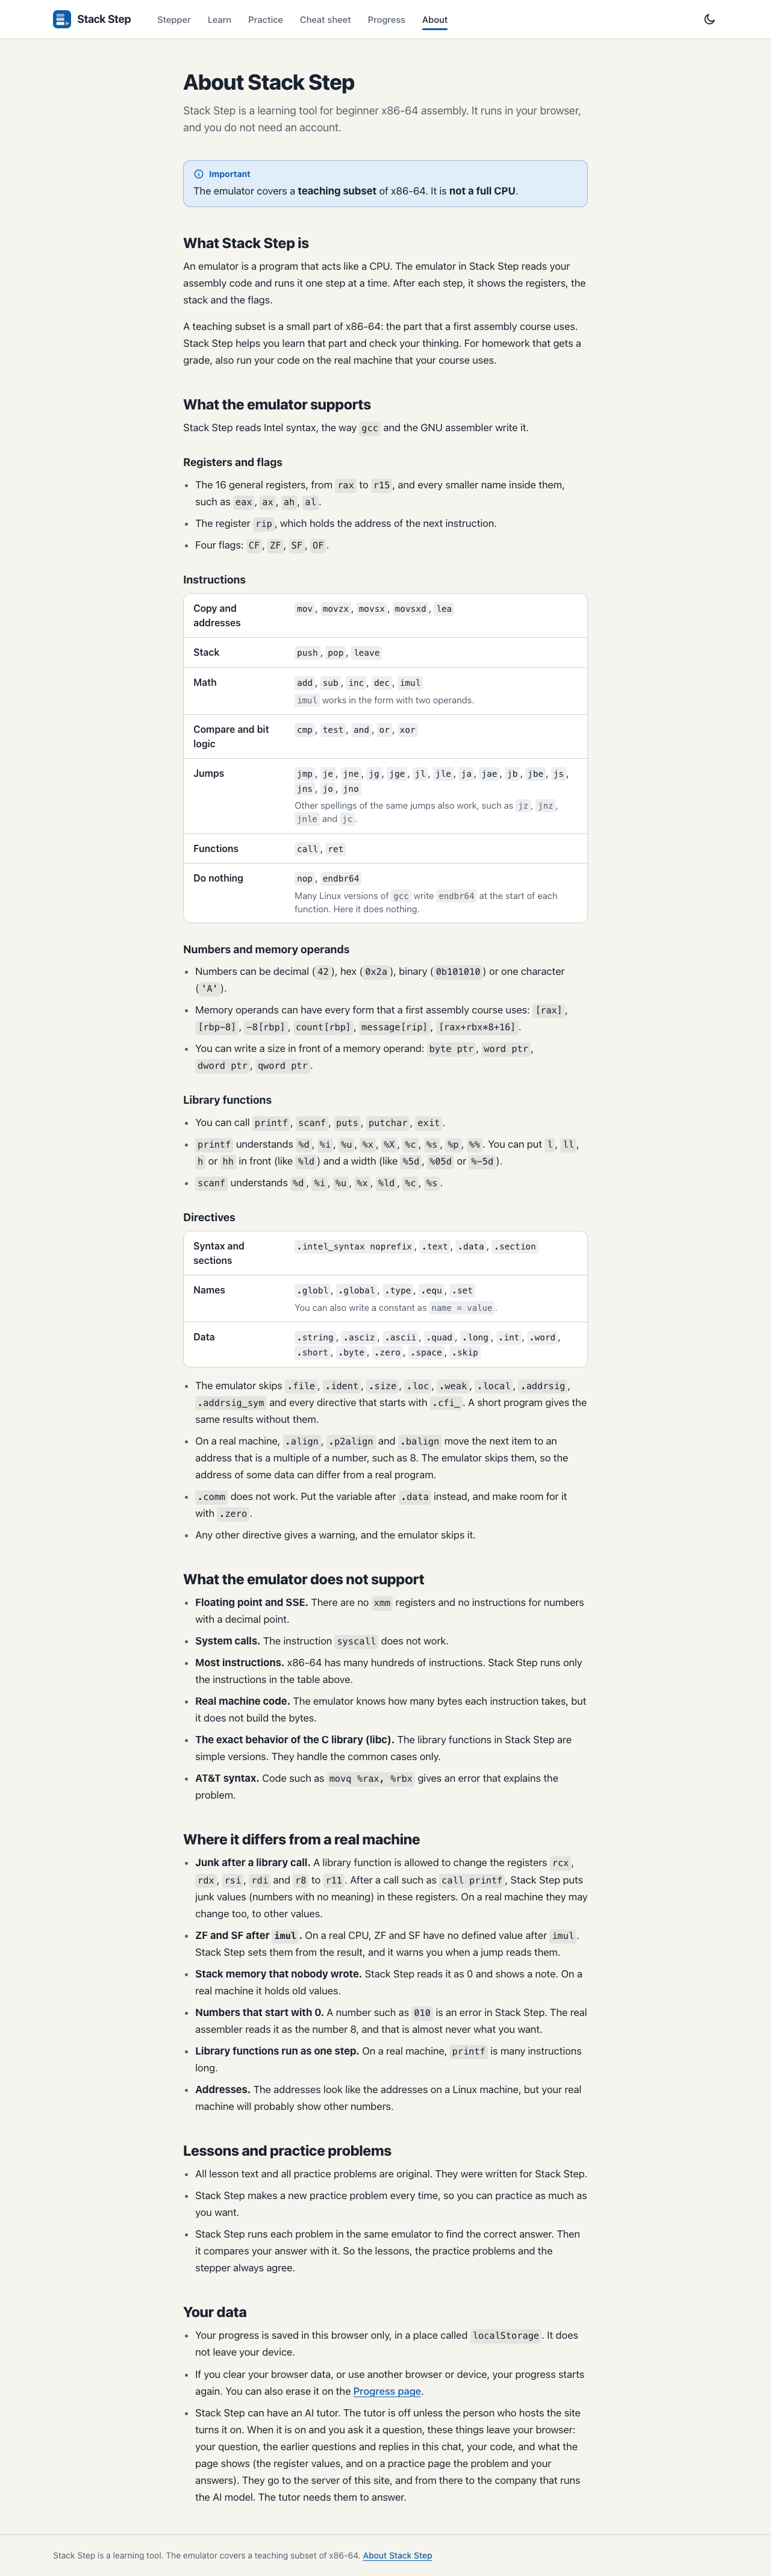 Stack Step
Stepper
Learn
Practice
Cheat sheet
Progress
About
About Stack Step
Stack Step is a learning tool for beginner x86-64 assembly. It runs in your browser,
and you do not need an account.
Important
The emulator covers a teaching subset of x86-64. It is not a full CPU.
What Stack Step is
An emulator is a program that acts like a CPU. The emulator in Stack Step reads your
assembly code and runs it one step at a time. After each step, it shows the registers, the
stack and the flags.
A teaching subset is a small part of x86-64: the part that a first assembly course uses.
Stack Step helps you learn that part and check your thinking. For homework that gets a
grade, also run your code on the real machine that your course uses.
What the emulator supports
Stack Step reads Intel syntax, the way gcc and the GNU assembler write it.
Registers and flags
The 16 general registers, from rax to r15, and every smaller name inside them,
such as eax, ax, ah, al.
The register rip, which holds the address of the next instruction.
Four flags: CF, ZF, SF, OF.
Instructions
Copy and
addresses
mov, movzx, movsx, movsxd, lea
Stack
push, pop, leave
Math
add, sub, inc, dec, imul
imul works in the form with two operands.
Compare and bit
logic
cmp, test, and, or, xor
Jumps
jmp, je, jne, jg, jge, jl, jle, ja, jae, jb, jbe, js,
jns, jo, jno
Other spellings of the same jumps also work, such as jz, jnz,
jnle and jc.
Functions
call, ret
Do nothing
nop, endbr64
Many Linux versions of gcc write endbr64 at the start of each
function. Here it does nothing.
Numbers and memory operands
Numbers can be decimal (42), hex (0x2a), binary (0b101010) or one character
('A').
Memory operands can have every form that a first assembly course uses: [rax],
[rbp-8], -8[rbp], count[rbp], message[rip], [rax+rbx*8+16].
You can write a size in front of a memory operand: byte ptr, word ptr,
dword ptr, qword ptr.
Library functions
You can call printf, scanf, puts, putchar, exit.
printf understands %d, %i, %u, %x, %X, %c, %s, %p, %%. You can put l, ll,
h or hh in front (like %ld) and a width (like %5d, %05d or %-5d).
scanf understands %d, %i, %u, %x, %ld, %c, %s.
Directives
Syntax and
sections
.intel_syntax noprefix, .text, .data, .section
Names
.globl, .global, .type, .equ, .set
You can also write a constant as name = value.
Data
.string, .asciz, .ascii, .quad, .long, .int, .word,
.short, .byte, .zero, .space, .skip
The emulator skips .file, .ident, .size, .loc, .weak, .local, .addrsig,
.addrsig_sym and every directive that starts with .cfi_. A short program gives the
same results without them.
On a real machine, .align, .p2align and .balign move the next item to an
address that is a multiple of a number, such as 8. The emulator skips them, so the
address of some data can differ from a real program.
.comm does not work. Put the variable after .data instead, and make room for it
with .zero.
Any other directive gives a warning, and the emulator skips it.
What the emulator does not support
Floating point and SSE. There are no xmm registers and no instructions for numbers
with a decimal point.
System calls. The instruction syscall does not work.
Most instructions. x86-64 has many hundreds of instructions. Stack Step runs only
the instructions in the table above.
Real machine code. The emulator knows how many bytes each instruction takes, but
it does not build the bytes.
The exact behavior of the C library (libc). The library functions in Stack Step are
simple versions. They handle the common cases only.
AT&T syntax. Code such as movq %rax, %rbx gives an error that explains the
problem.
Where it differs from a real machine
Junk after a library call. A library function is allowed to change the registers rcx,
rdx, rsi, rdi and r8 to r11. After a call such as call printf, Stack Step puts
junk values (numbers with no meaning) in these registers. On a real machine they may
change too, to other values.
ZF and SF after imul. On a real CPU, ZF and SF have no defined value after imul.
Stack Step sets them from the result, and it warns you when a jump reads them.
Stack memory that nobody wrote. Stack Step reads it as 0 and shows a note. On a
real machine it holds old values.
Numbers that start with 0. A number such as 010 is an error in Stack Step. The real
assembler reads it as the number 8, and that is almost never what you want.
Library functions run as one step. On a real machine, printf is many instructions
long.
Addresses. The addresses look like the addresses on a Linux machine, but your real
machine will probably show other numbers.
Lessons and practice problems
All lesson text and all practice problems are original. They were written for Stack Step.
Stack Step makes a new practice problem every time, so you can practice as much as
you want.
Stack Step runs each problem in the same emulator to find the correct answer. Then
it compares your answer with it. So the lessons, the practice problems and the
stepper always agree.
Your data
Your progress is saved in this browser only, in a place called localStorage. It does
not leave your device.
If you clear your browser data, or use another browser or device, your progress starts
again. You can also erase it on the Progress page.
Stack Step can have an AI tutor. The tutor is off unless the person who hosts the site
turns it on. When it is on and you ask it a question, these things leave your browser:
your question, the earlier questions and replies in this chat, your code, and what the
page shows (the register values, and on a practice page the problem and your
answers). They go to the server of this site, and from there to the company that runs
the AI model. The tutor needs them to answer.
Stack Step is a learning tool. The emulator covers a teaching subset of x86-64. About Stack Step